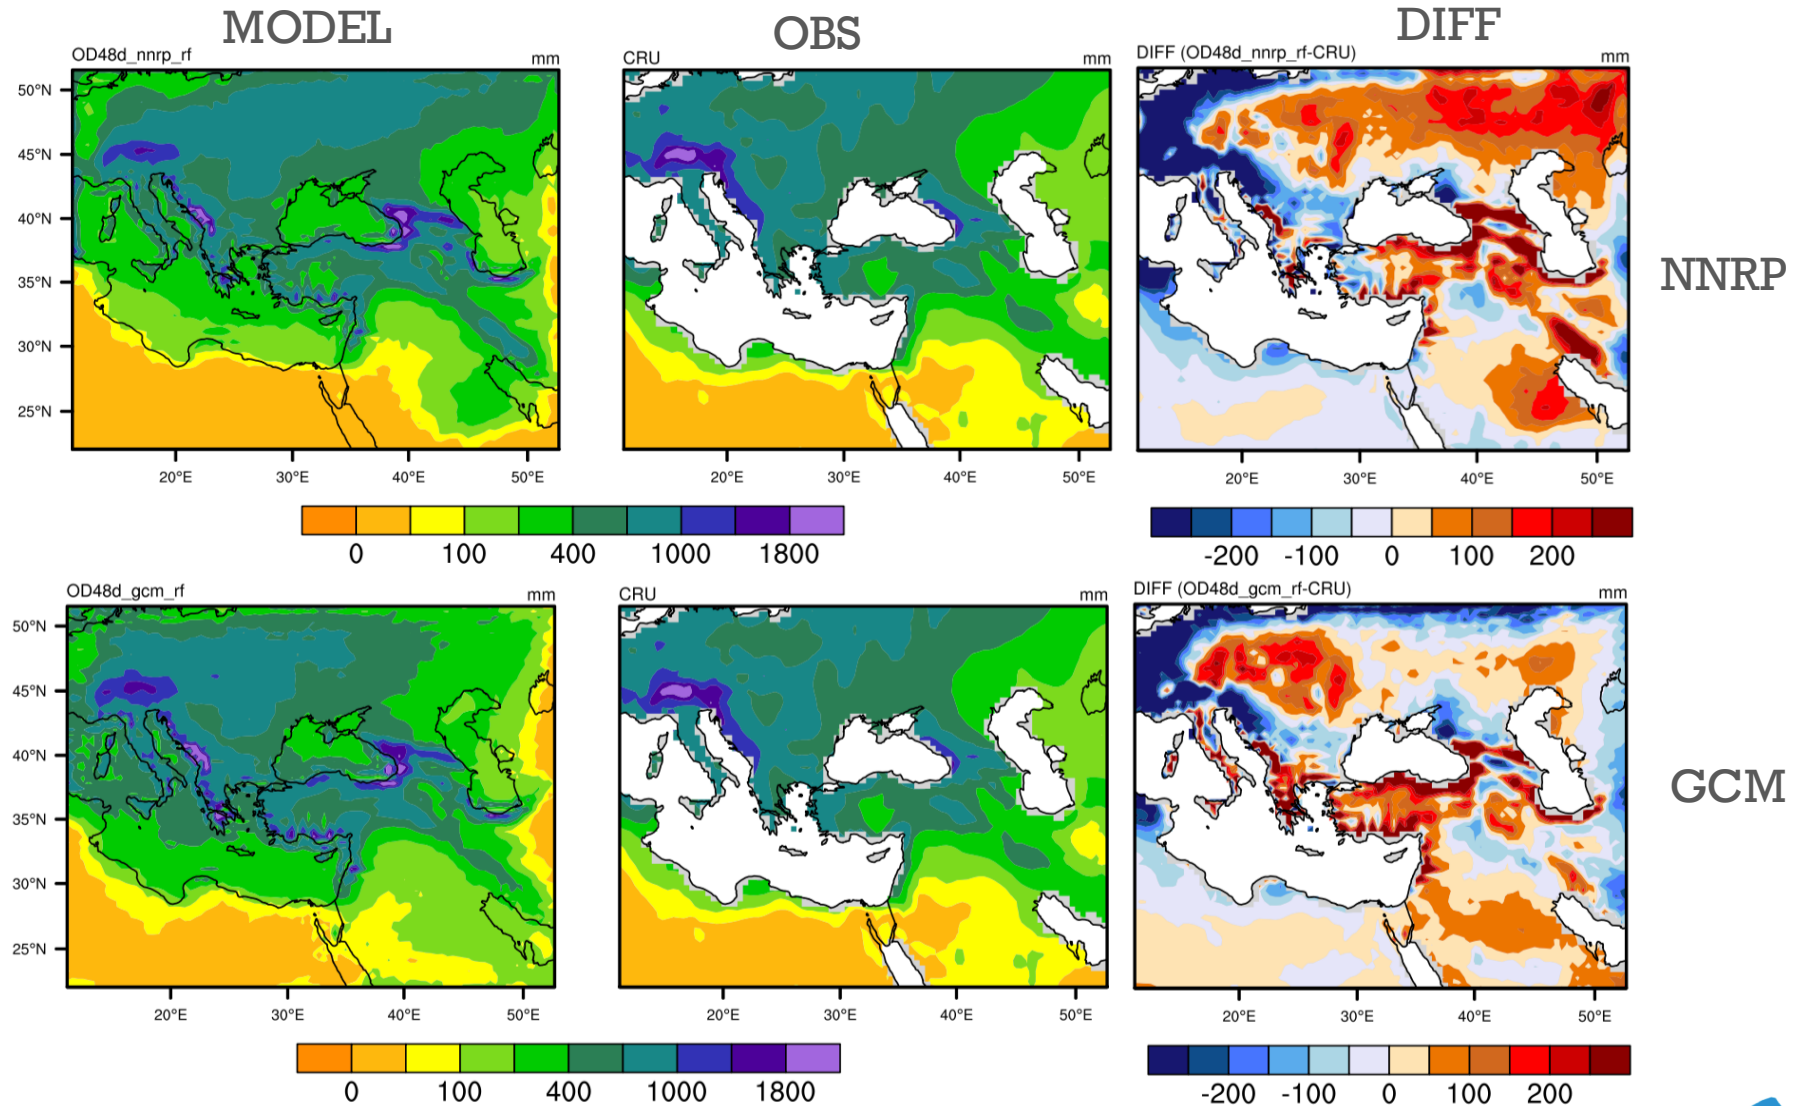 MODEL OBS DIFF
OD48d_nnrp_rf mm CRU mm DIFF (OD48d_nnrp_rf-CRU) mm
50°N
45°N
40°N
35°N
30°N
25°N
20°E 30°E 40°E 50°E 20°E 30°E 40°E 50°E 20°E 30°E 40°E 50°E
NNRP
0 100 400 1000 1800 -200 -100 0 100 200
OD48d_gcm_rf mm CRU mm DIFF (OD48d_gcm_rf-CRU) mm
50°N
45°N
40°N
35°N
30°N
25°N
20°E 30°E 40°E 50°E 20°E 30°E 40°E 50°E 20°E 30°E 40°E 50°E
GCM
0 100 400 1000 1800 -200 -100 0 100 200